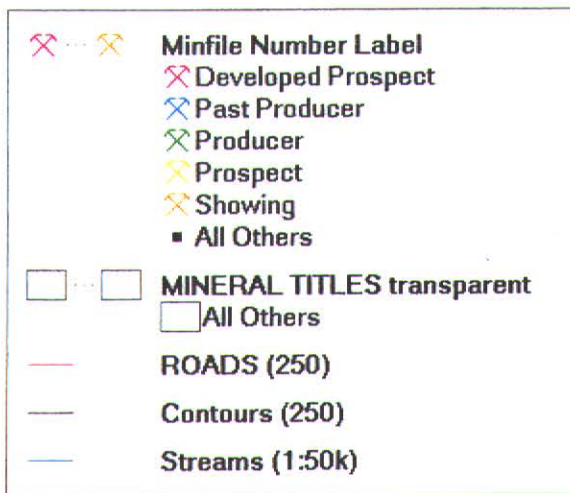 Minfile Number Label
Developed Prospect
Past Producer
Producer
Prospect
Showing
All Others
MINERAL TITLES transparent
All Others
ROADS (250)
Contours (250)
Streams (1:50k)